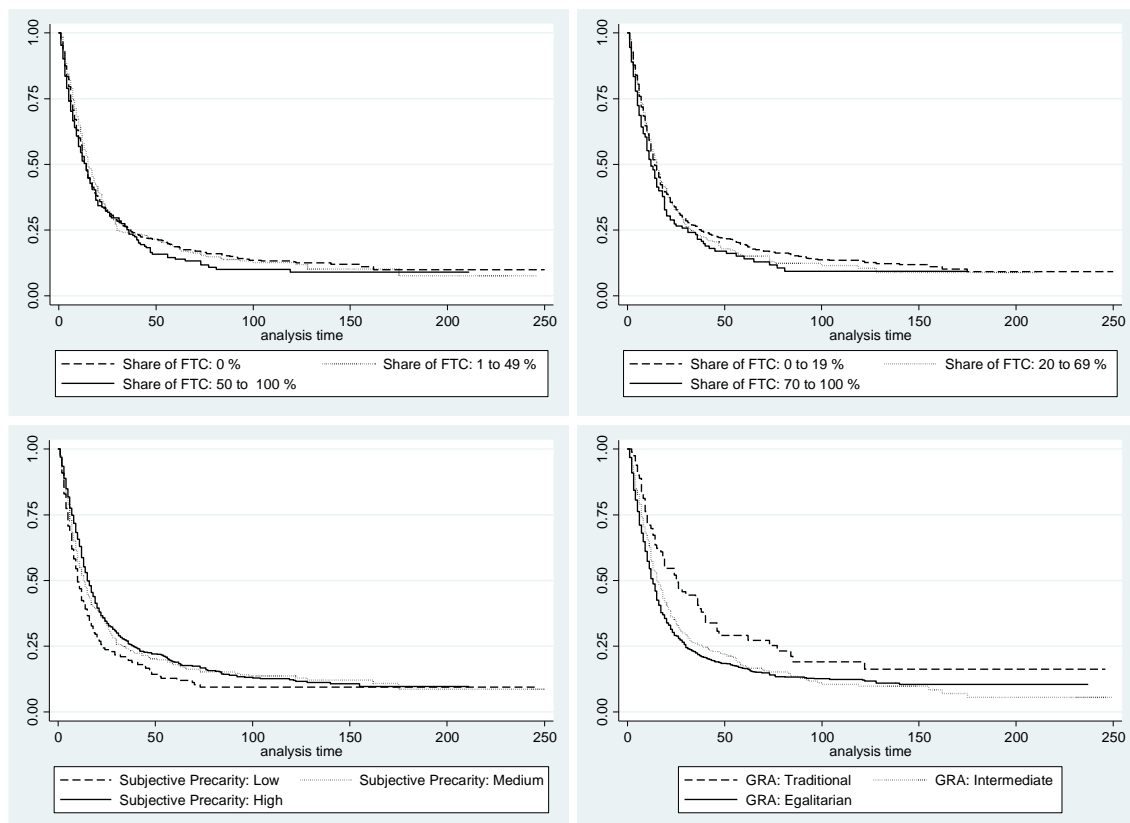 1.00
0.75
0.50
0.25
0.00
0 50 100 150 200 250
analysis time
Share of FTC: 0 % Share of FTC: 1 to 49 %
Share of FTC: 50 to 100 %
1.00
0.75
0.50
0.25
0.00
0 50 100 150 200 250
analysis time
Share of FTC: 0 to 19 % Share of FTC: 20 to 69 %
Share of FTC: 70 to 100 %
1.00
0.75
0.50
0.25
0.00
0 50 100 150 200 250
analysis time
Subjective Precarity: Low Subjective Precarity: Medium
Subjective Precarity: High
1.00
0.75
0.50
0.25
0.00
0 50 100 150 200 250
analysis time
GRA: Traditional GRA: Intermediate
GRA: Egalitarian